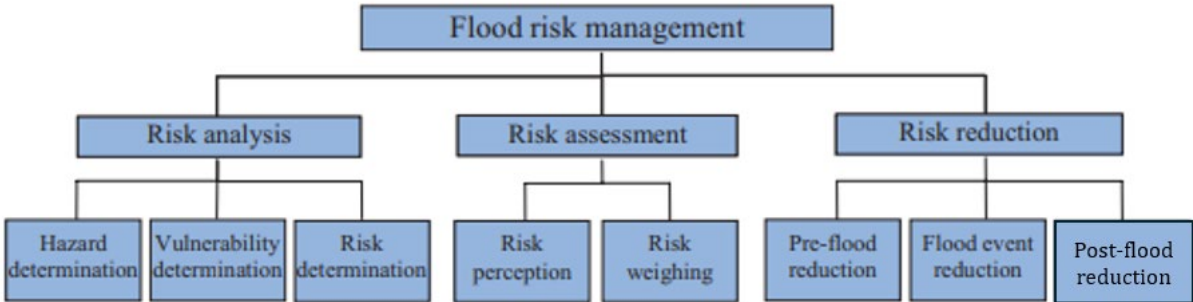 Flood risk management
Risk analysis
Risk assessment
Risk reduction
Hazard
determination
Vulnerability
determination
Risk
determination
Risk
perception
Risk
weighing
Pre-flood
reduction
Flood event
reduction
Post-flood
reduction